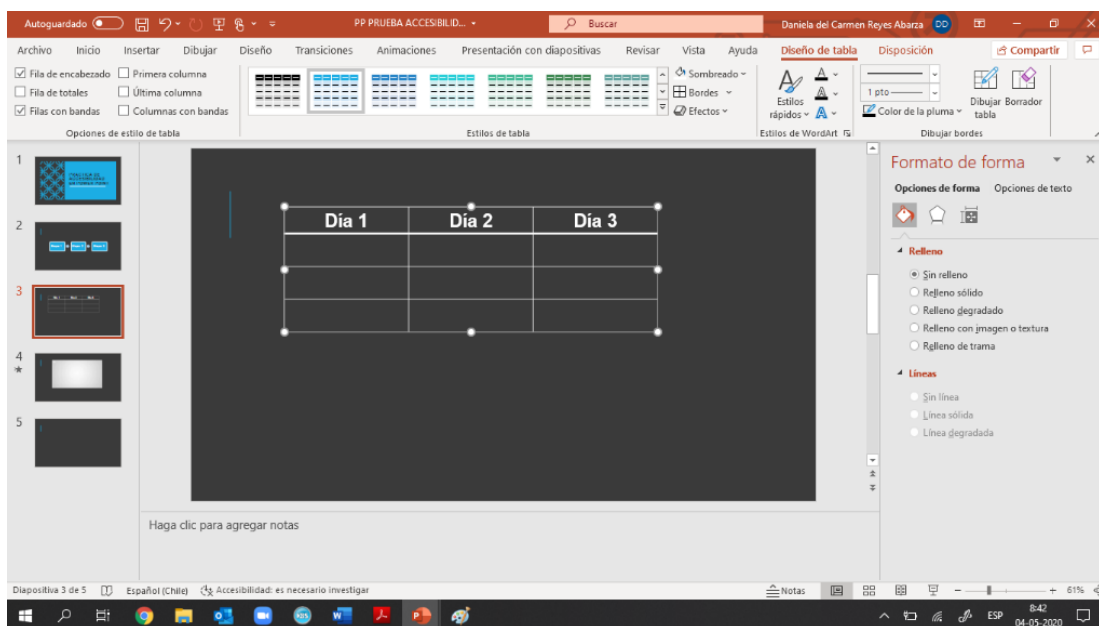 Autoguardado
PP PRUEBA ACCESIBILID...
Buscar
Daniela del Carmen Reyes Abarza
DD
Archivo Inicio Insertar Dibujar Diseño Transiciones Animaciones Presentación con diapositivas Revisar Vista Ayuda Diseño de tabla Disposición Compartir
Fila de encabezado Primera columna
Fila de totales Última columna
Filas con bandas Columnas con bandas
Opciones de estilo de tabla
Sombreado
Bordes
Efectos
Estilos de tabla
Estilos
rápidos
Estilos de WordArt
1 pto
Color de la pluma
Dibujar
tabla
Borrador
Dibujar bordes
1
2
3
4
5
Día 1 Día 2 Día 3
Formato de forma
Opciones de forma Opciones de texto
Relleno
Sin relleno
Relleno sólido
Relleno degradado
Relleno con imagen o textura
Relleno de trama
Líneas
Sin línea
Línea sólida
Línea degradada
Haga clic para agregar notas
Diapositiva 3 de 5 Español (Chile) Accesibilidad: es necesario investigar Notas 61%
ESP
8:42
04-05-2020